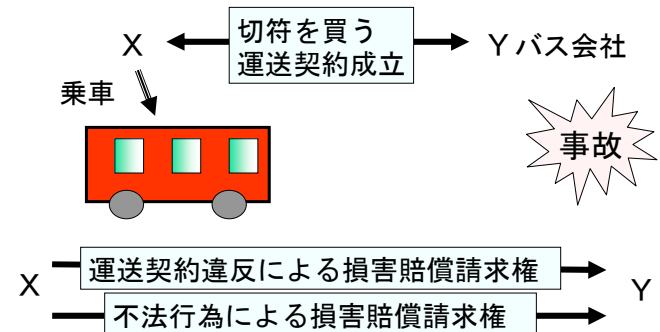 切符を買う
運送契約成立
X
Yバス会社
乗車
事故
運送契約違反による損害賠償請求権
X
Y
不法行為による損害賠償請求権